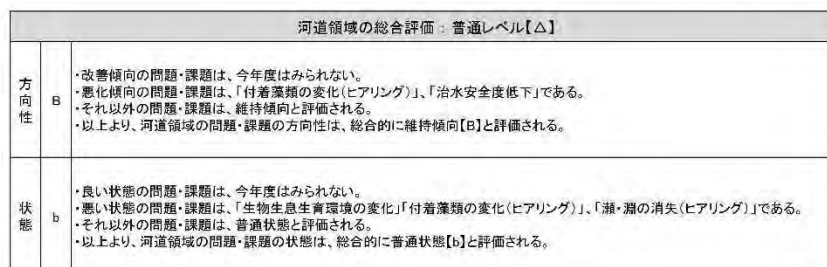 河道領域の総合評価：普通レベル【△】
方向性
B
・改善傾向の問題・課題は、今年度はみられない。
・悪化傾向の問題・課題は、「付着藻類の変化(ヒアリング)」、「治水安全度低下」である。
・それ以外の問題・課題は、維持傾向と評価される。
・以上より、河道領域の問題・課題の方向性は、総合的に維持傾向【B】と評価される。
状態
b
・良い状態の問題・課題は、今年度はみられない。
・悪い状態の問題・課題は、「生物生息生育環境の変化」「付着藻類の変化(ヒアリング)」、「瀬・淵の消失(ヒアリング)」である。
・それ以外の問題・課題は、普通状態と評価される。
・以上より、河道領域の問題・課題の状態は、総合的に普通状態【b】と評価される。